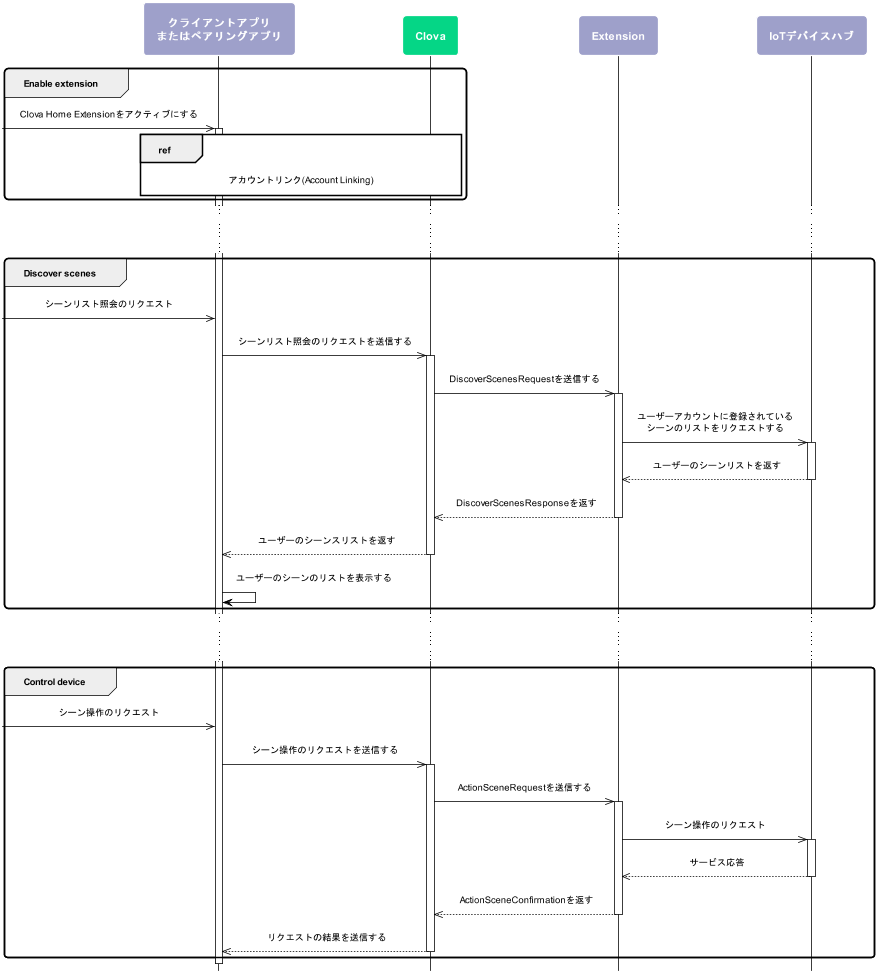 クライアントアプリ
またはペアリングアプリ
Clova
Extension
IoTデバイスハブ
Enable extension
Clova Home Extensionをアクティブにする
ref
アカウントリンク(Account Linking)
Discover scenes
シーンリスト照会のリクエスト
シーンリスト照会のリクエストを送信する
DiscoverScenesRequestを送信する
ユーザーアカウントに登録されている
シーンのリストをリクエストする
ユーザーのシーンリストを返す
DiscoverScenesResponseを返す
ユーザーのシーンスリストを返す
ユーザーのシーンのリストを表示する
Control device
シーン操作のリクエスト
シーン操作のリクエストを送信する
ActionSceneRequestを送信する
シーン操作のリクエスト
サービス応答
ActionSceneConfirmationを返す
リクエストの結果を送信する